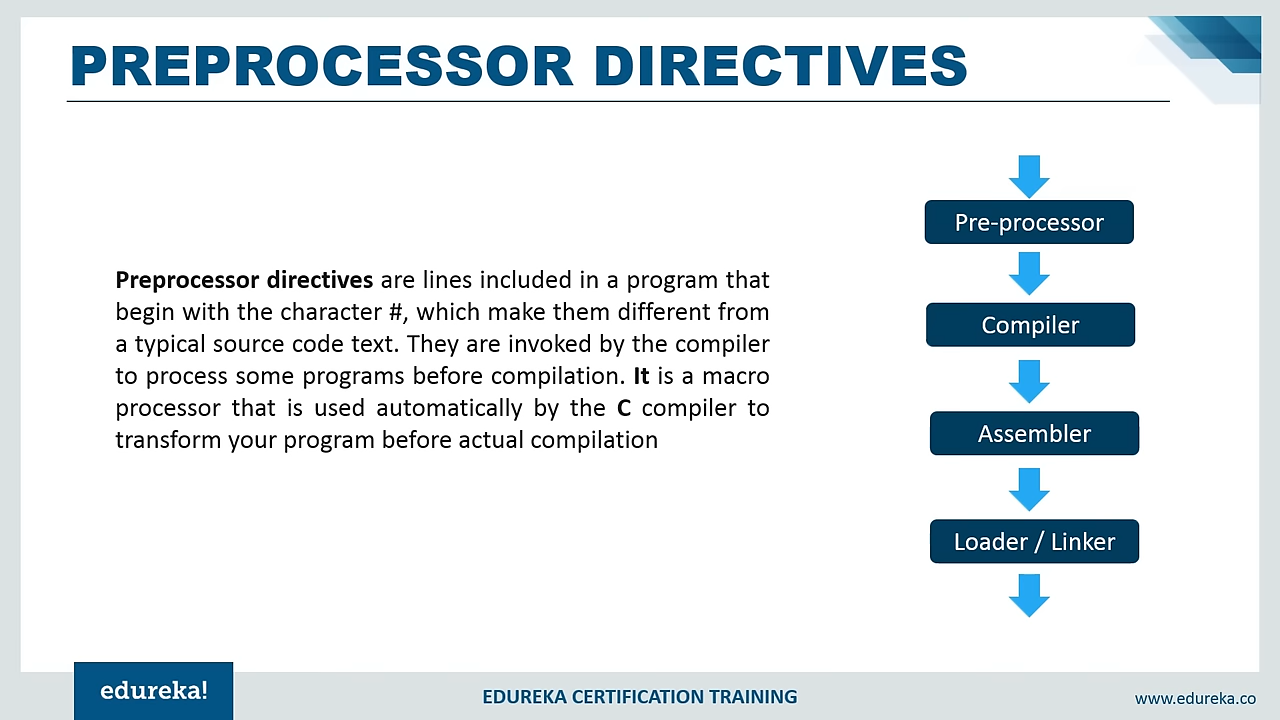 PREPROCESSOR DIRECTIVES
Preprocessor directives are lines included in a program that
begin with the character #, which make them different from
a typical source code text. They are invoked by the compiler
to process some programs before compilation. It is a macro
processor that is used automatically by the C compiler to
transform your program before actual compilation
Pre-processor
Compiler
Assembler
Loader / Linker
edureka!
EDUREKA CERTIFICATION TRAINING
www.edureka.co